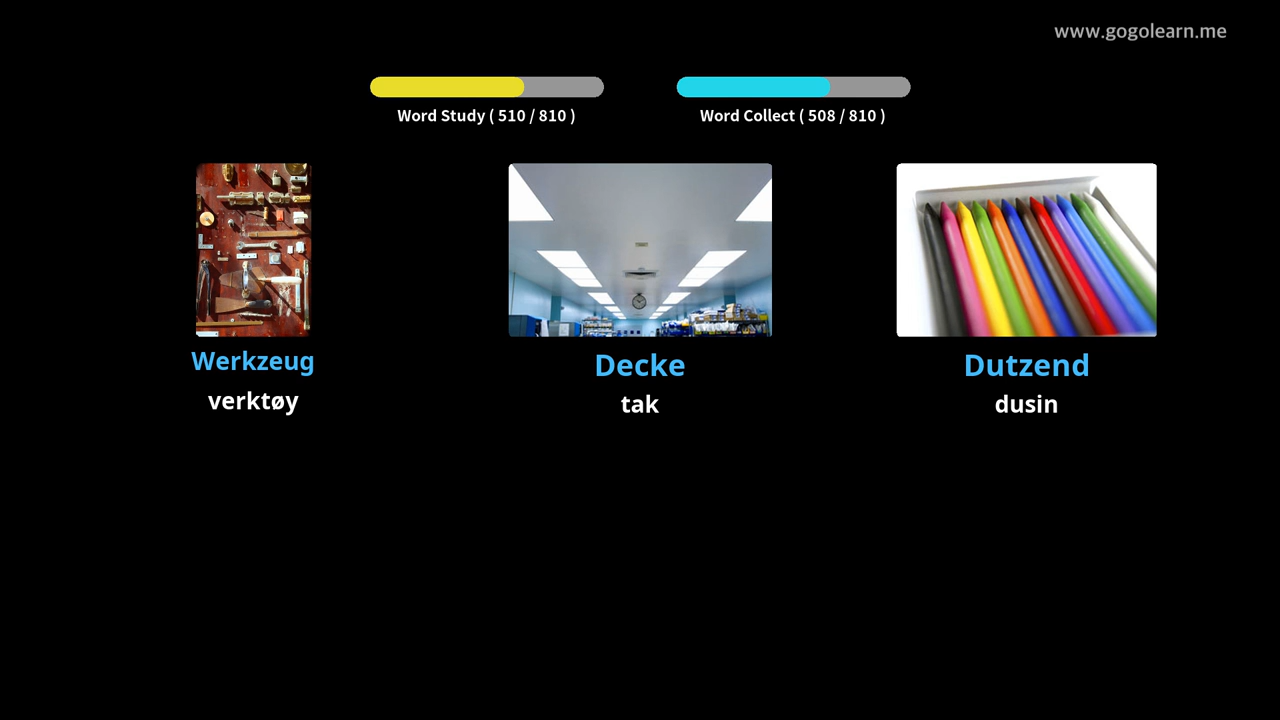 www.gogolearn.me
Word Study ( 510 / 810 )
Word Collect ( 508 / 810 )
Werkzeug
verktøy
Decke
tak
Dutzend
dusin